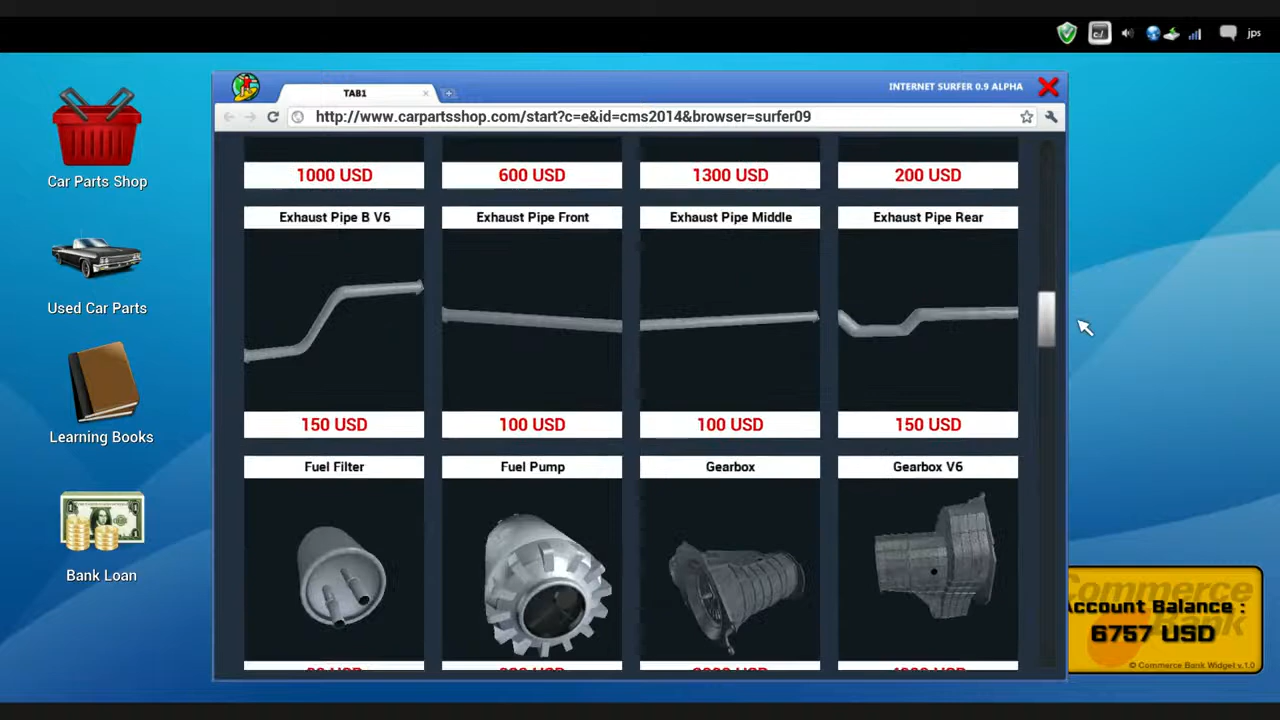 jps
TAB1
INTERNET SURFER 0.9 ALPHA
http://www.carpartsshop.com/start?c=e&id=cms2014&browser=surfer09
Car Parts Shop
Used Car Parts
Learning Books
Bank Loan
1000 USD
600 USD
1300 USD
200 USD
Exhaust Pipe B V6
Exhaust Pipe Front
Exhaust Pipe Middle
Exhaust Pipe Rear
150 USD
100 USD
100 USD
150 USD
Fuel Filter
Fuel Pump
Gearbox
Gearbox V6
Commerce
Bank
Account Balance :
6757 USD
© Commerce Bank Widget v.1.0